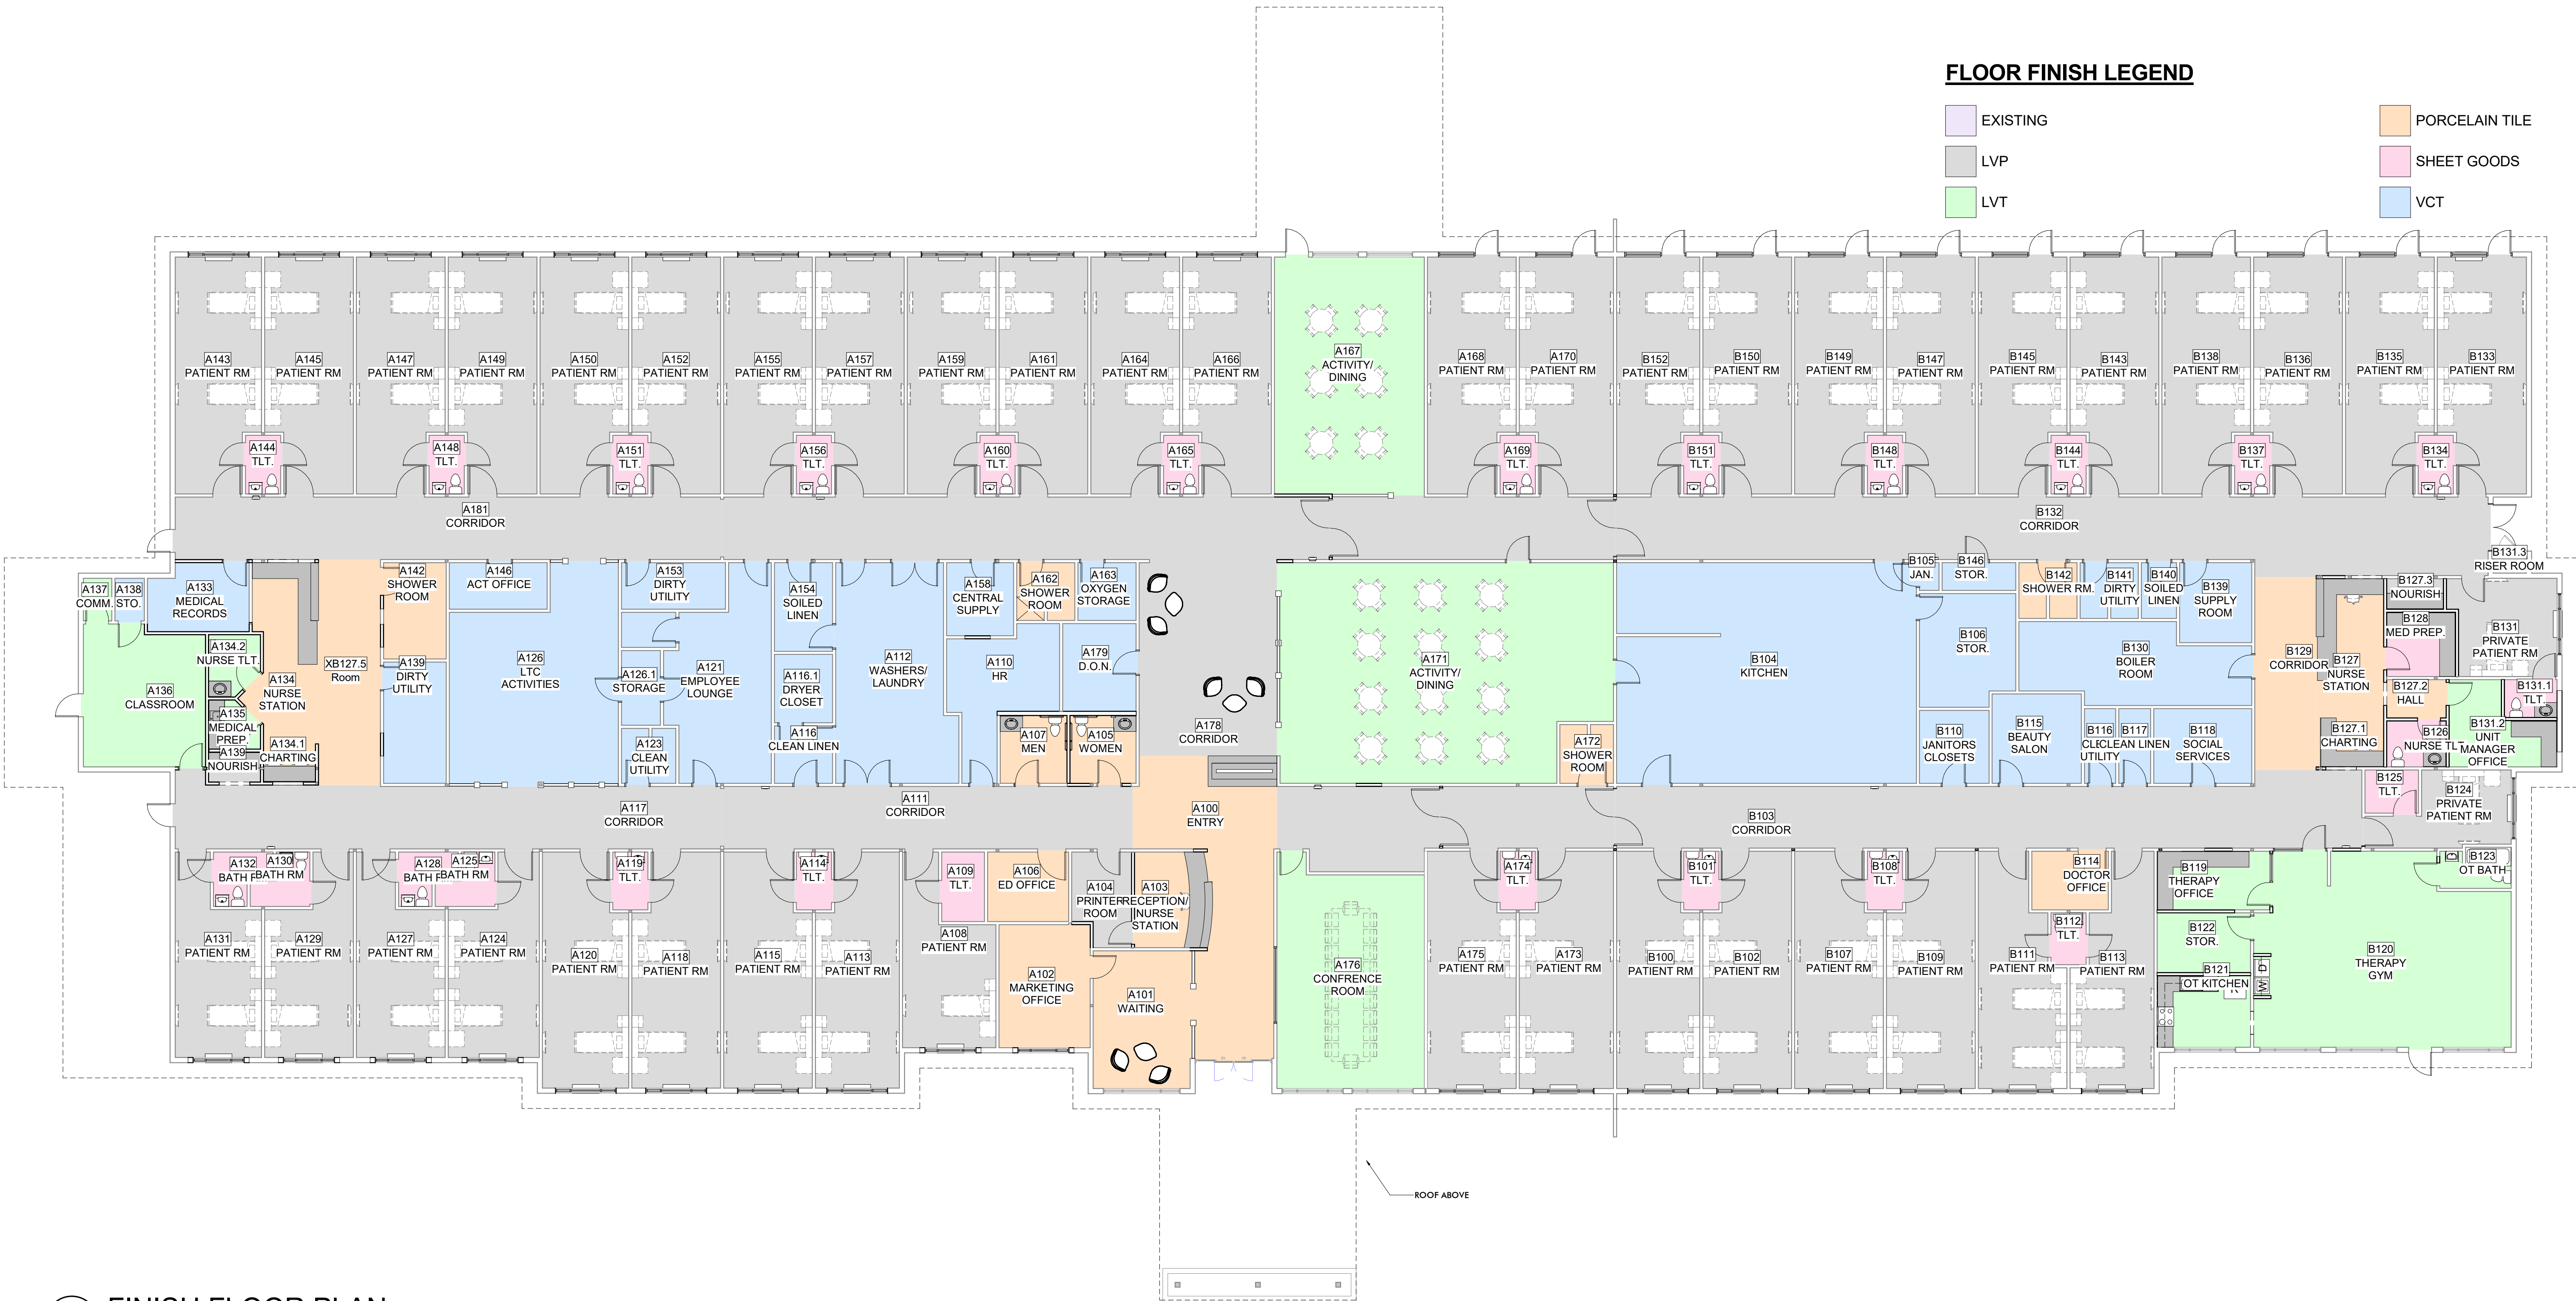 FLOOR FINISH LEGEND
EXISTING
PORCELAIN TILE
LVP
SHEET GOODS
LVT
VCT
A143
PATIENT RM
A145
PATIENT RM
A147
PATIENT RM
A149
PATIENT RM
A150
PATIENT RM
A152
PATIENT RM
A155
PATIENT RM
A157
PATIENT RM
A159
PATIENT RM
A161
PATIENT RM
A164
PATIENT RM
A166
PATIENT RM
A167
ACTIVITY/
DINING
A168
PATIENT RM
A170
PATIENT RM
B152
PATIENT RM
B150
PATIENT RM
B149
PATIENT RM
B147
PATIENT RM
B145
PATIENT RM
B143
PATIENT RM
B138
PATIENT RM
B136
PATIENT RM
B135
PATIENT RM
B133
PATIENT RM
A144
TLT.
A148
TLT.
A151
TLT.
A156
TLT.
A160
TLT.
A165
TLT.
A169
TLT.
B151
TLT.
B148
TLT.
B144
TLT.
B137
TLT.
B134
TLT.
A181
CORRIDOR
B132
CORRIDOR
A137
COMM.
A138
STO.
A133
MEDICAL
RECORDS
A142
SHOWER
ROOM
A146
ACT OFFICE
A153
DIRTY
UTILITY
A154
SOILED
LINEN
A158
CENTRAL
SUPPLY
A162
SHOWER
ROOM
A163
OXYGEN
STORAGE
B105
JAN.
B146
STOR.
B142
SHOWER RM.
B141
DIRTY
UTILITY
B140
SOILED
LINEN
B139
SUPPLY
ROOM
B131.3
RISER ROOM
B127.3
NOURISH
B128
MED PREP.
B131
PRIVATE
PATIENT RM
A134.2
NURSE TLT.
XB127.5
Room
A134
NURSE
STATION
A139
DIRTY
UTILITY
A136
CLASSROOM
A135
MEDICAL
PREP.
A139
NOURISH
A134.1
CHARTING
A126
LTC
ACTIVITIES
A126.1
STORAGE
A121
EMPLOYEE
LOUNGE
A123
CLEAN
UTILITY
A116.1
DRYER
CLOSET
A116
CLEAN LINEN
A112
WASHERS/
LAUNDRY
A110
HR
A179
D.O.N.
A107
MEN
A105
WOMEN
A178
CORRIDOR
A171
ACTIVITY/
DINING
A172
SHOWER
ROOM
B104
KITCHEN
B106
STOR.
B130
BOILER
ROOM
B110
JANITORS
CLOSETS
B115
BEAUTY
SALON
B116
CL
UTILITY
B117
CLEAN LINEN
B118
SOCIAL
SERVICES
B129
CORRIDOR
B127
NURSE
STATION
B127.2
HALL
B127.1
CHARTING
B131.1
TLT.
B131.2
UNIT
MANAGER
OFFICE
B126
NURSE TL
B125
TLT.
B124
PRIVATE
PATIENT RM
A117
CORRIDOR
A111
CORRIDOR
A100
ENTRY
B103
CORRIDOR
A132
BATH R
A130
BATH RM
A128
BATH R
A125
BATH RM
A119
TLT.
A114
TLT.
A109
TLT.
A106
ED OFFICE
A104
PRINTER
ROOM
A103
RECEPTION/
NURSE
STATION
A174
TLT.
B101
TLT.
B108
TLT.
B114
DOCTOR
OFFICE
B112
TLT.
B119
THERAPY
OFFICE
B123
OT BATH
A131
PATIENT RM
A129
PATIENT RM
A127
PATIENT RM
A124
PATIENT RM
A120
PATIENT RM
A118
PATIENT RM
A115
PATIENT RM
A113
PATIENT RM
A108
PATIENT RM
A102
MARKETING
OFFICE
A101
WAITING
A176
CONFRENCE
ROOM
A175
PATIENT RM
A173
PATIENT RM
B100
PATIENT RM
B102
PATIENT RM
B107
PATIENT RM
B109
PATIENT RM
B111
PATIENT RM
B113
PATIENT RM
B122
STOR.
B121
OT KITCHEN
W D
B120
THERAPY
GYM
ROOF ABOVE
FINISH FLOOR PLAN